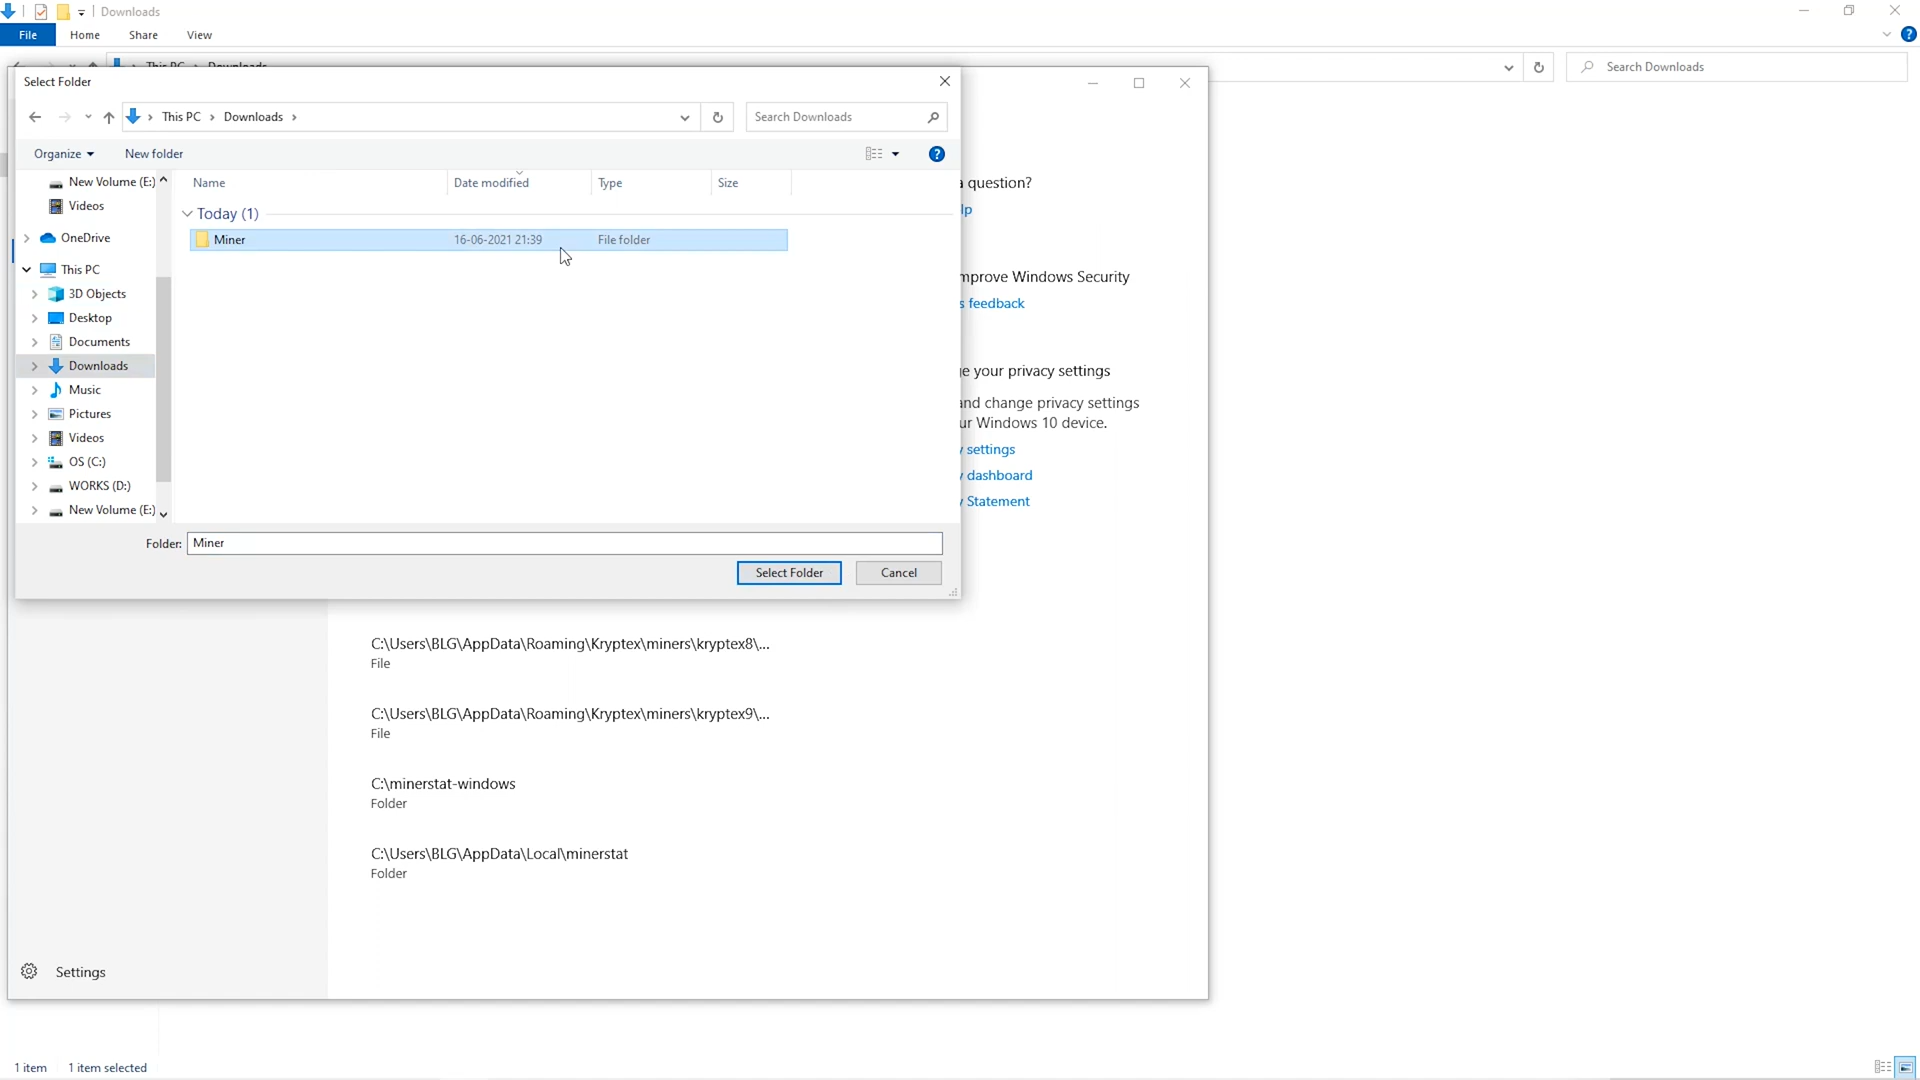 Downloads
File Home Share View
This PC Downloads
Search Downloads
Select Folder
This PC Downloads
Search Downloads
Organize New folder
Name Date modified Type Size
New Volume (E:)
Videos
OneDrive
This PC
3D Objects
Desktop
Documents
Downloads
Music
Pictures
Videos
OS (C:)
WORKS (D:)
New Volume (E:)
Today (1)
Miner 16-06-2021 21:39 File folder
Folder: Miner
Select Folder Cancel
question?
lp
mprove Windows Security
s feedback
your privacy settings
and change privacy settings
ur Windows 10 device.
settings
dashboard
Statement
C:\Users\BLG\AppData\Roaming\Kryptex\miners\kryptex8\...
File
C:\Users\BLG\AppData\Roaming\Kryptex\miners\kryptex9\...
File
C:\minerstat-windows
Folder
C:\Users\BLG\AppData\Local\minerstat
Folder
Settings
1 item 1 item selected